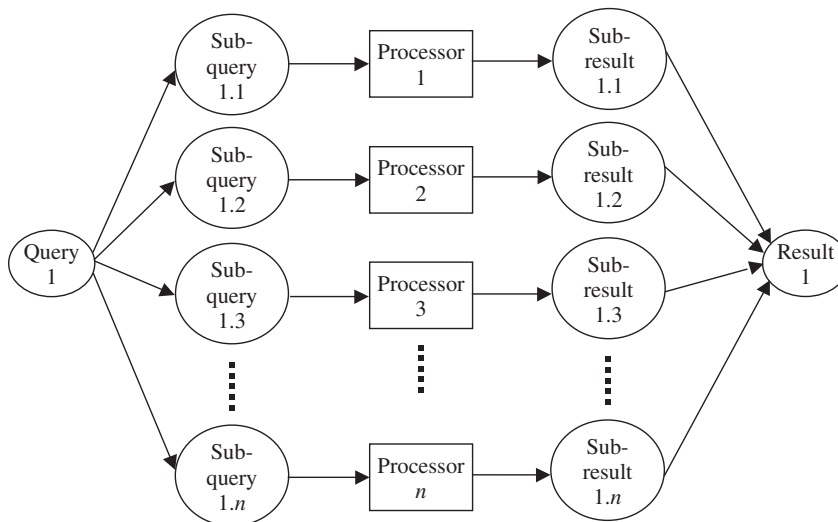 Sub-
query
1.1
Processor
1
Sub-
result
1.1
Sub-
query
1.2
Processor
2
Sub-
result
1.2
Query
1
Sub-
query
1.3
Processor
3
Sub-
result
1.3
Result
1
Sub-
query
1.n
Processor
n
Sub-
result
1.n